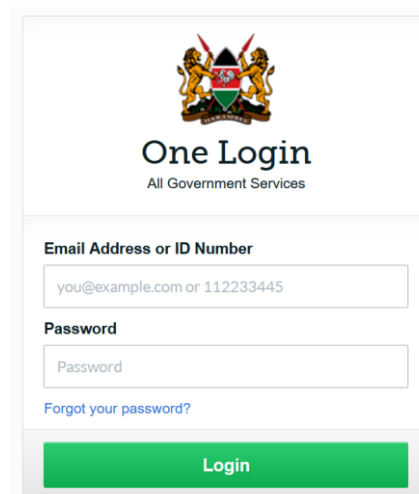 HARAMBEE
One Login
All Government Services
Email Address or ID Number
you@example.com or 112233445
Password
Password
Forgot your password?
Login